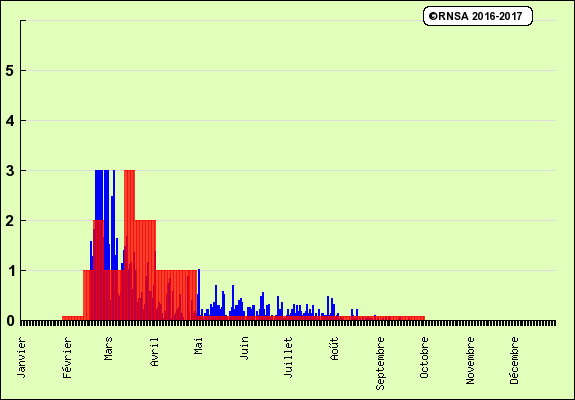 ©RNSA 2016-2017
5
4
3
2
1
0
Janvier
Février
Mars
Avril
Mai
Juin
Juillet
Août
Septembre
Octobre
Novembre
Décembre